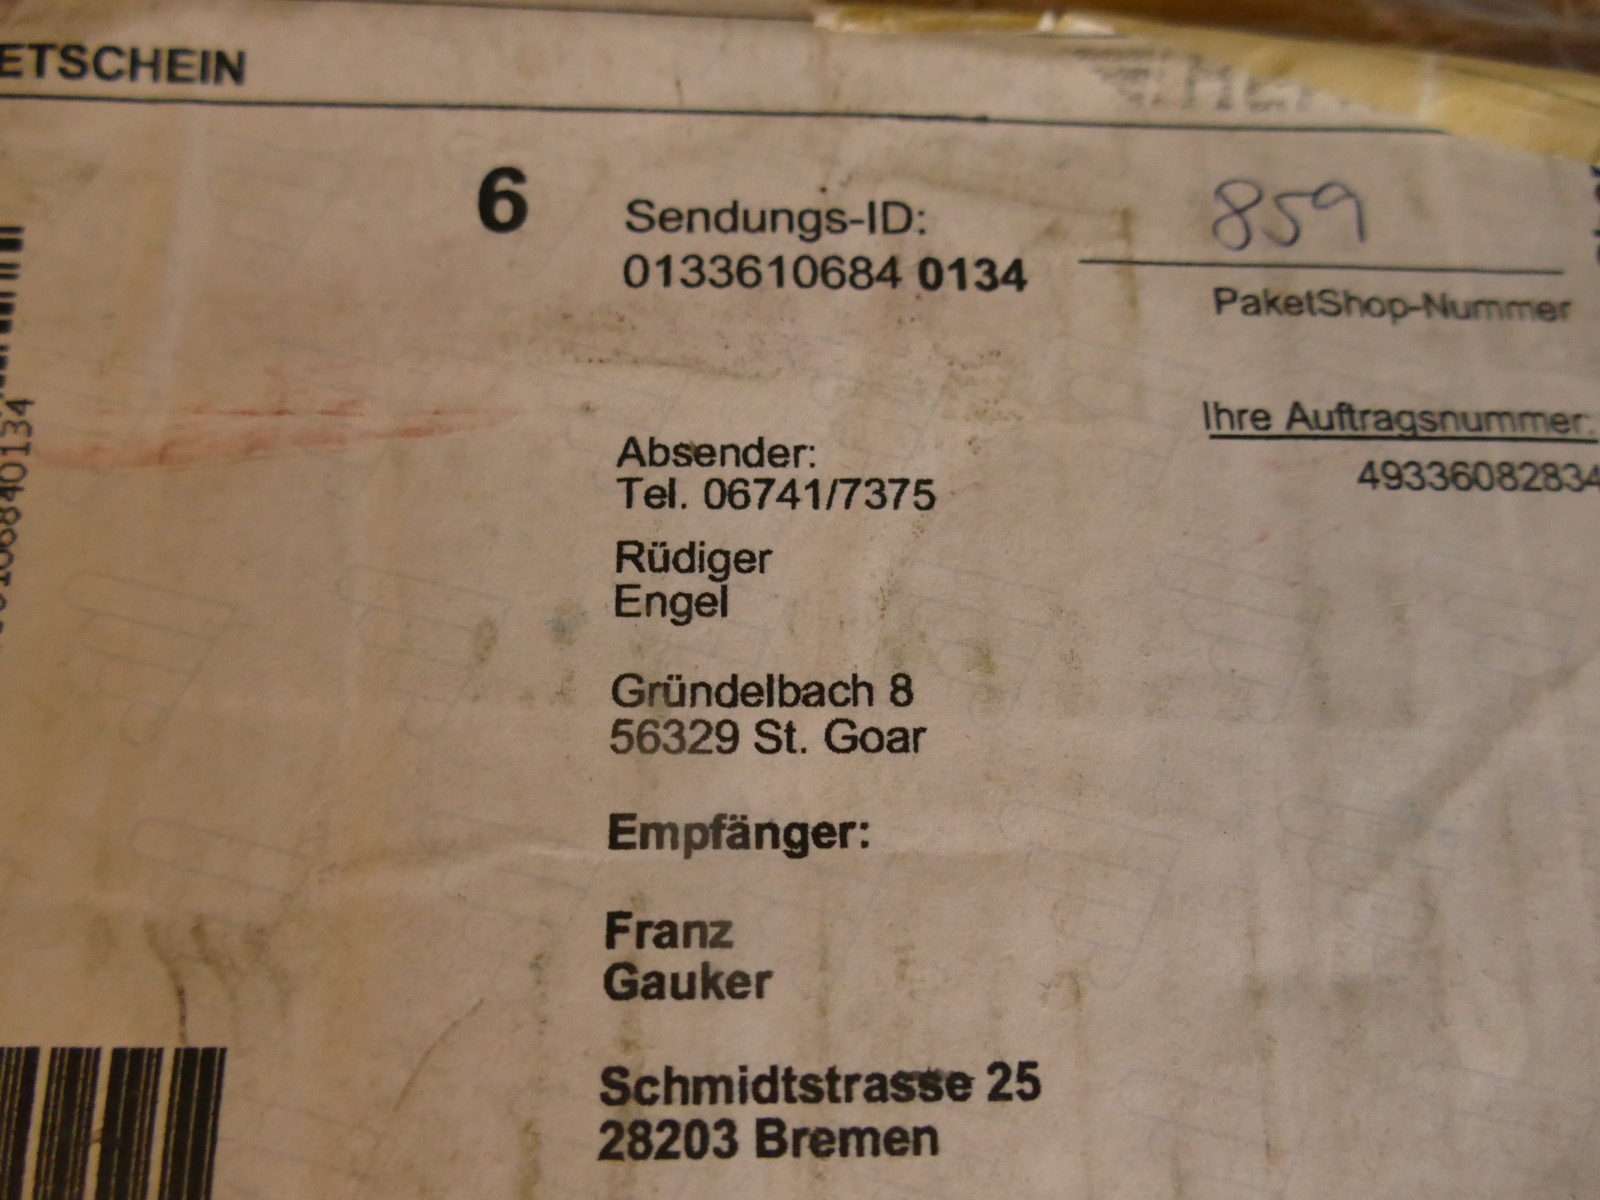 ETSCHEIN
6
Sendungs-ID:
0133610684 0134
859
PaketShop-Nummer
Ihre Auftragsnummer:
49336082834
Absender:
Tel. 06741/7375
Rüdiger
Engel
Gründelbach 8
56329 St. Goar
Empfänger:
Franz
Gauker
Schmidtstrasse 25
28203 Bremen